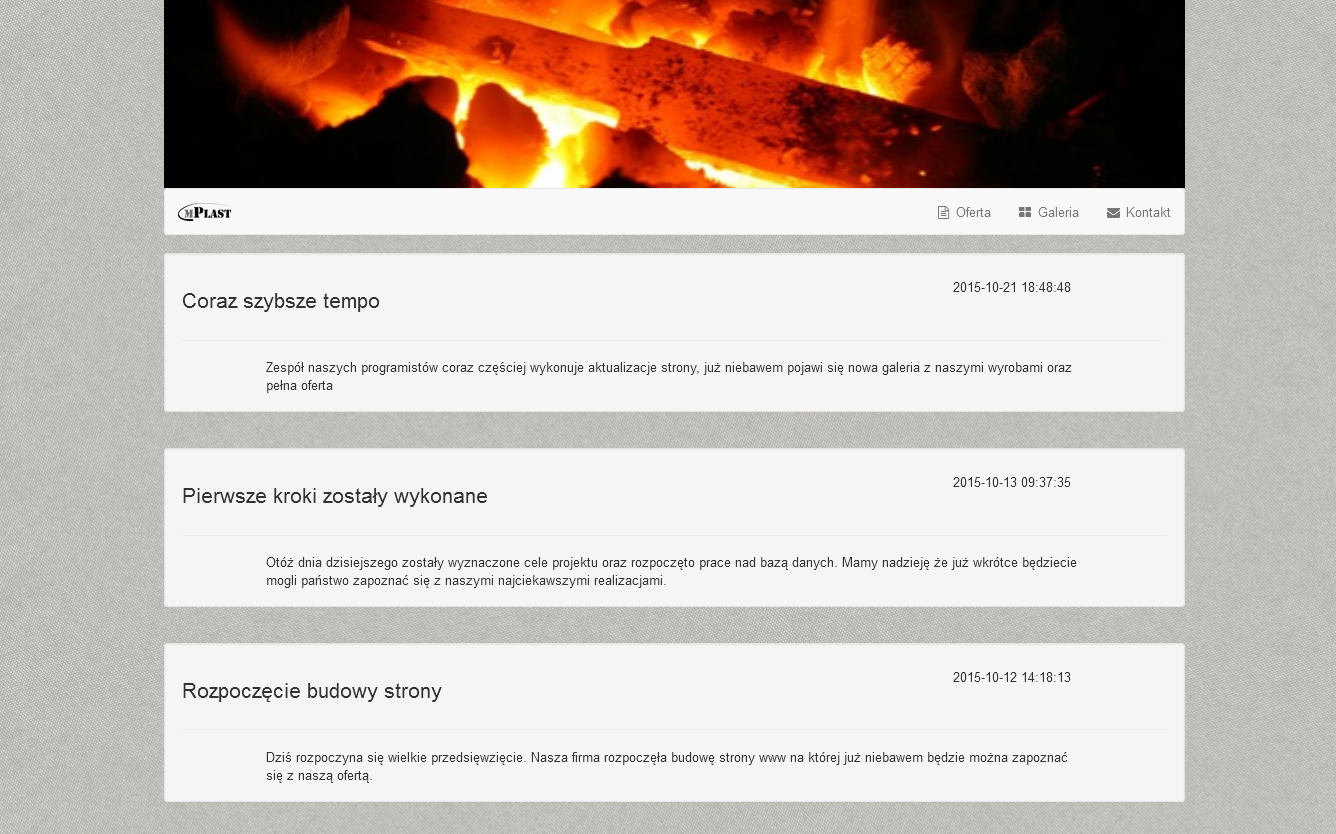 mPlast
Oferta
Galeria
Kontakt
Coraz szybsze tempo
2015-10-21 18:48:48
Zespół naszych programistów coraz częściej wykonuje aktualizacje strony, już niebawem pojawi się nowa galeria z naszymi wyrobami oraz
pełna oferta
Pierwsze kroki zostały wykonane
2015-10-13 09:37:35
Otóż dnia dzisiejszego zostały wyznaczone cele projektu oraz rozpoczęto prace nad bazą danych. Mamy nadzieję że już wkrótce będziecie
mogli państwo zapoznać się z naszymi najciekawszymi realizacjami.
Rozpoczęcie budowy strony
2015-10-12 14:18:13
Dziś rozpoczyna się wielkie przedsięwzięcie. Nasza firma rozpoczęła budowę strony www na której już niebawem będzie można zapoznać
się z naszą ofertą.